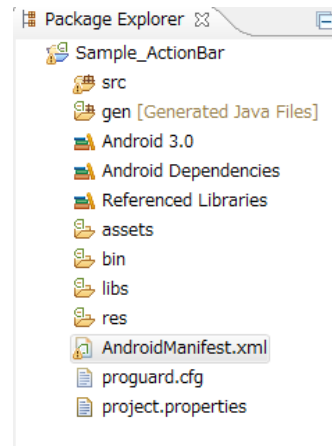 Package Explorer
Sample_ActionBar
src
gen [Generated Java Files]
Android 3.0
Android Dependencies
Referenced Libraries
assets
bin
libs
res
AndroidManifest.xml
proguard.cfg
project.properties